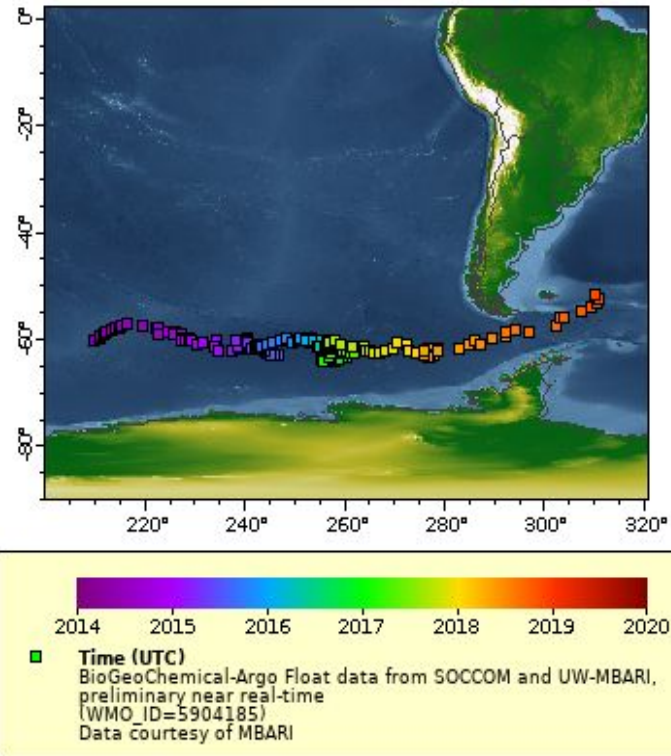 0°
-20°
-40°
-60°
-80°
220° 240° 260° 280° 300° 320°
2014 2015 2016 2017 2018 2019 2020
Time (UTC)
BioGeoChemical-Argo Float data from SOCCOM and UW-MBARI,
preliminary near real-time
(WMO_ID=5904185)
Data courtesy of MBARI